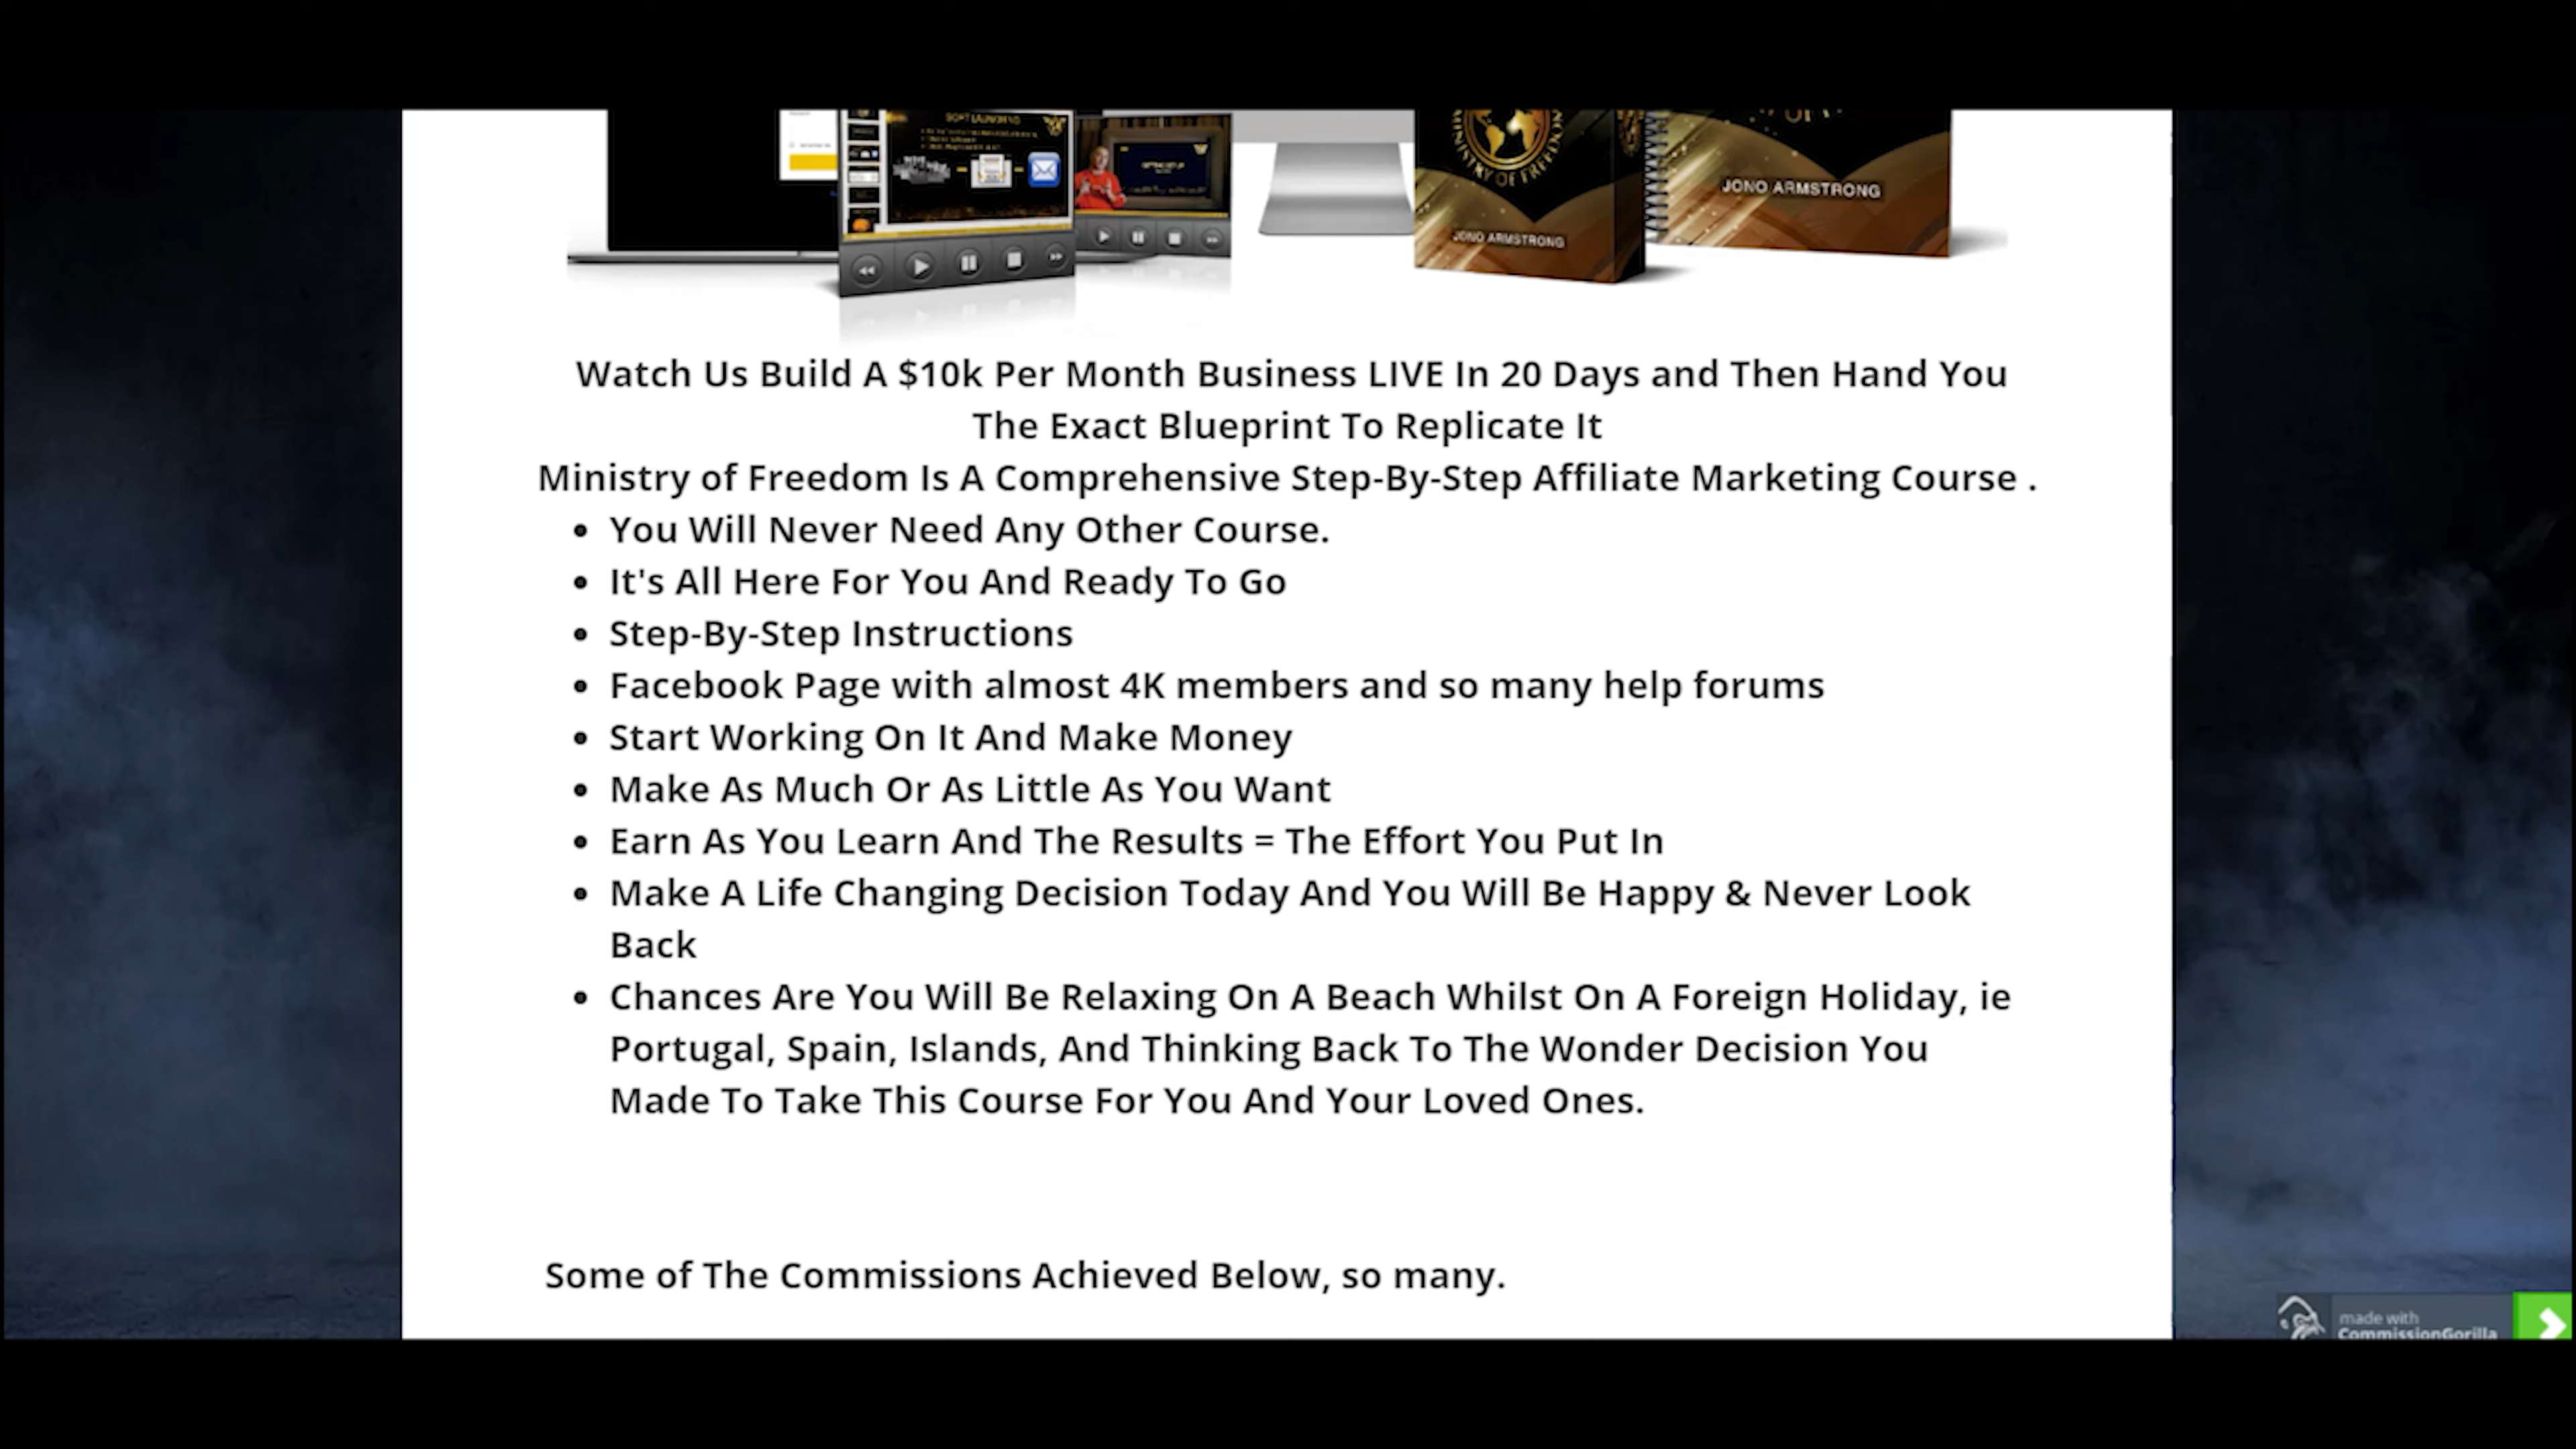 SOFT LAUNCHING
MINISTRY OF FREEDOM
JONO ARMSTRONG
JONO ARMSTRONG
Watch Us Build A $10k Per Month Business LIVE In 20 Days and Then Hand You
The Exact Blueprint To Replicate It
Ministry of Freedom Is A Comprehensive Step-By-Step Affiliate Marketing Course .
• You Will Never Need Any Other Course.
• It's All Here For You And Ready To Go
• Step-By-Step Instructions
• Facebook Page with almost 4K members and so many help forums
• Start Working On It And Make Money
• Make As Much Or As Little As You Want
• Earn As You Learn And The Results = The Effort You Put In
• Make A Life Changing Decision Today And You Will Be Happy & Never Look
Back
• Chances Are You Will Be Relaxing On A Beach Whilst On A Foreign Holiday, ie
Portugal, Spain, Islands, And Thinking Back To The Wonder Decision You
Made To Take This Course For You And Your Loved Ones.
Some of The Commissions Achieved Below, so many.
made with
CommissionGorilla